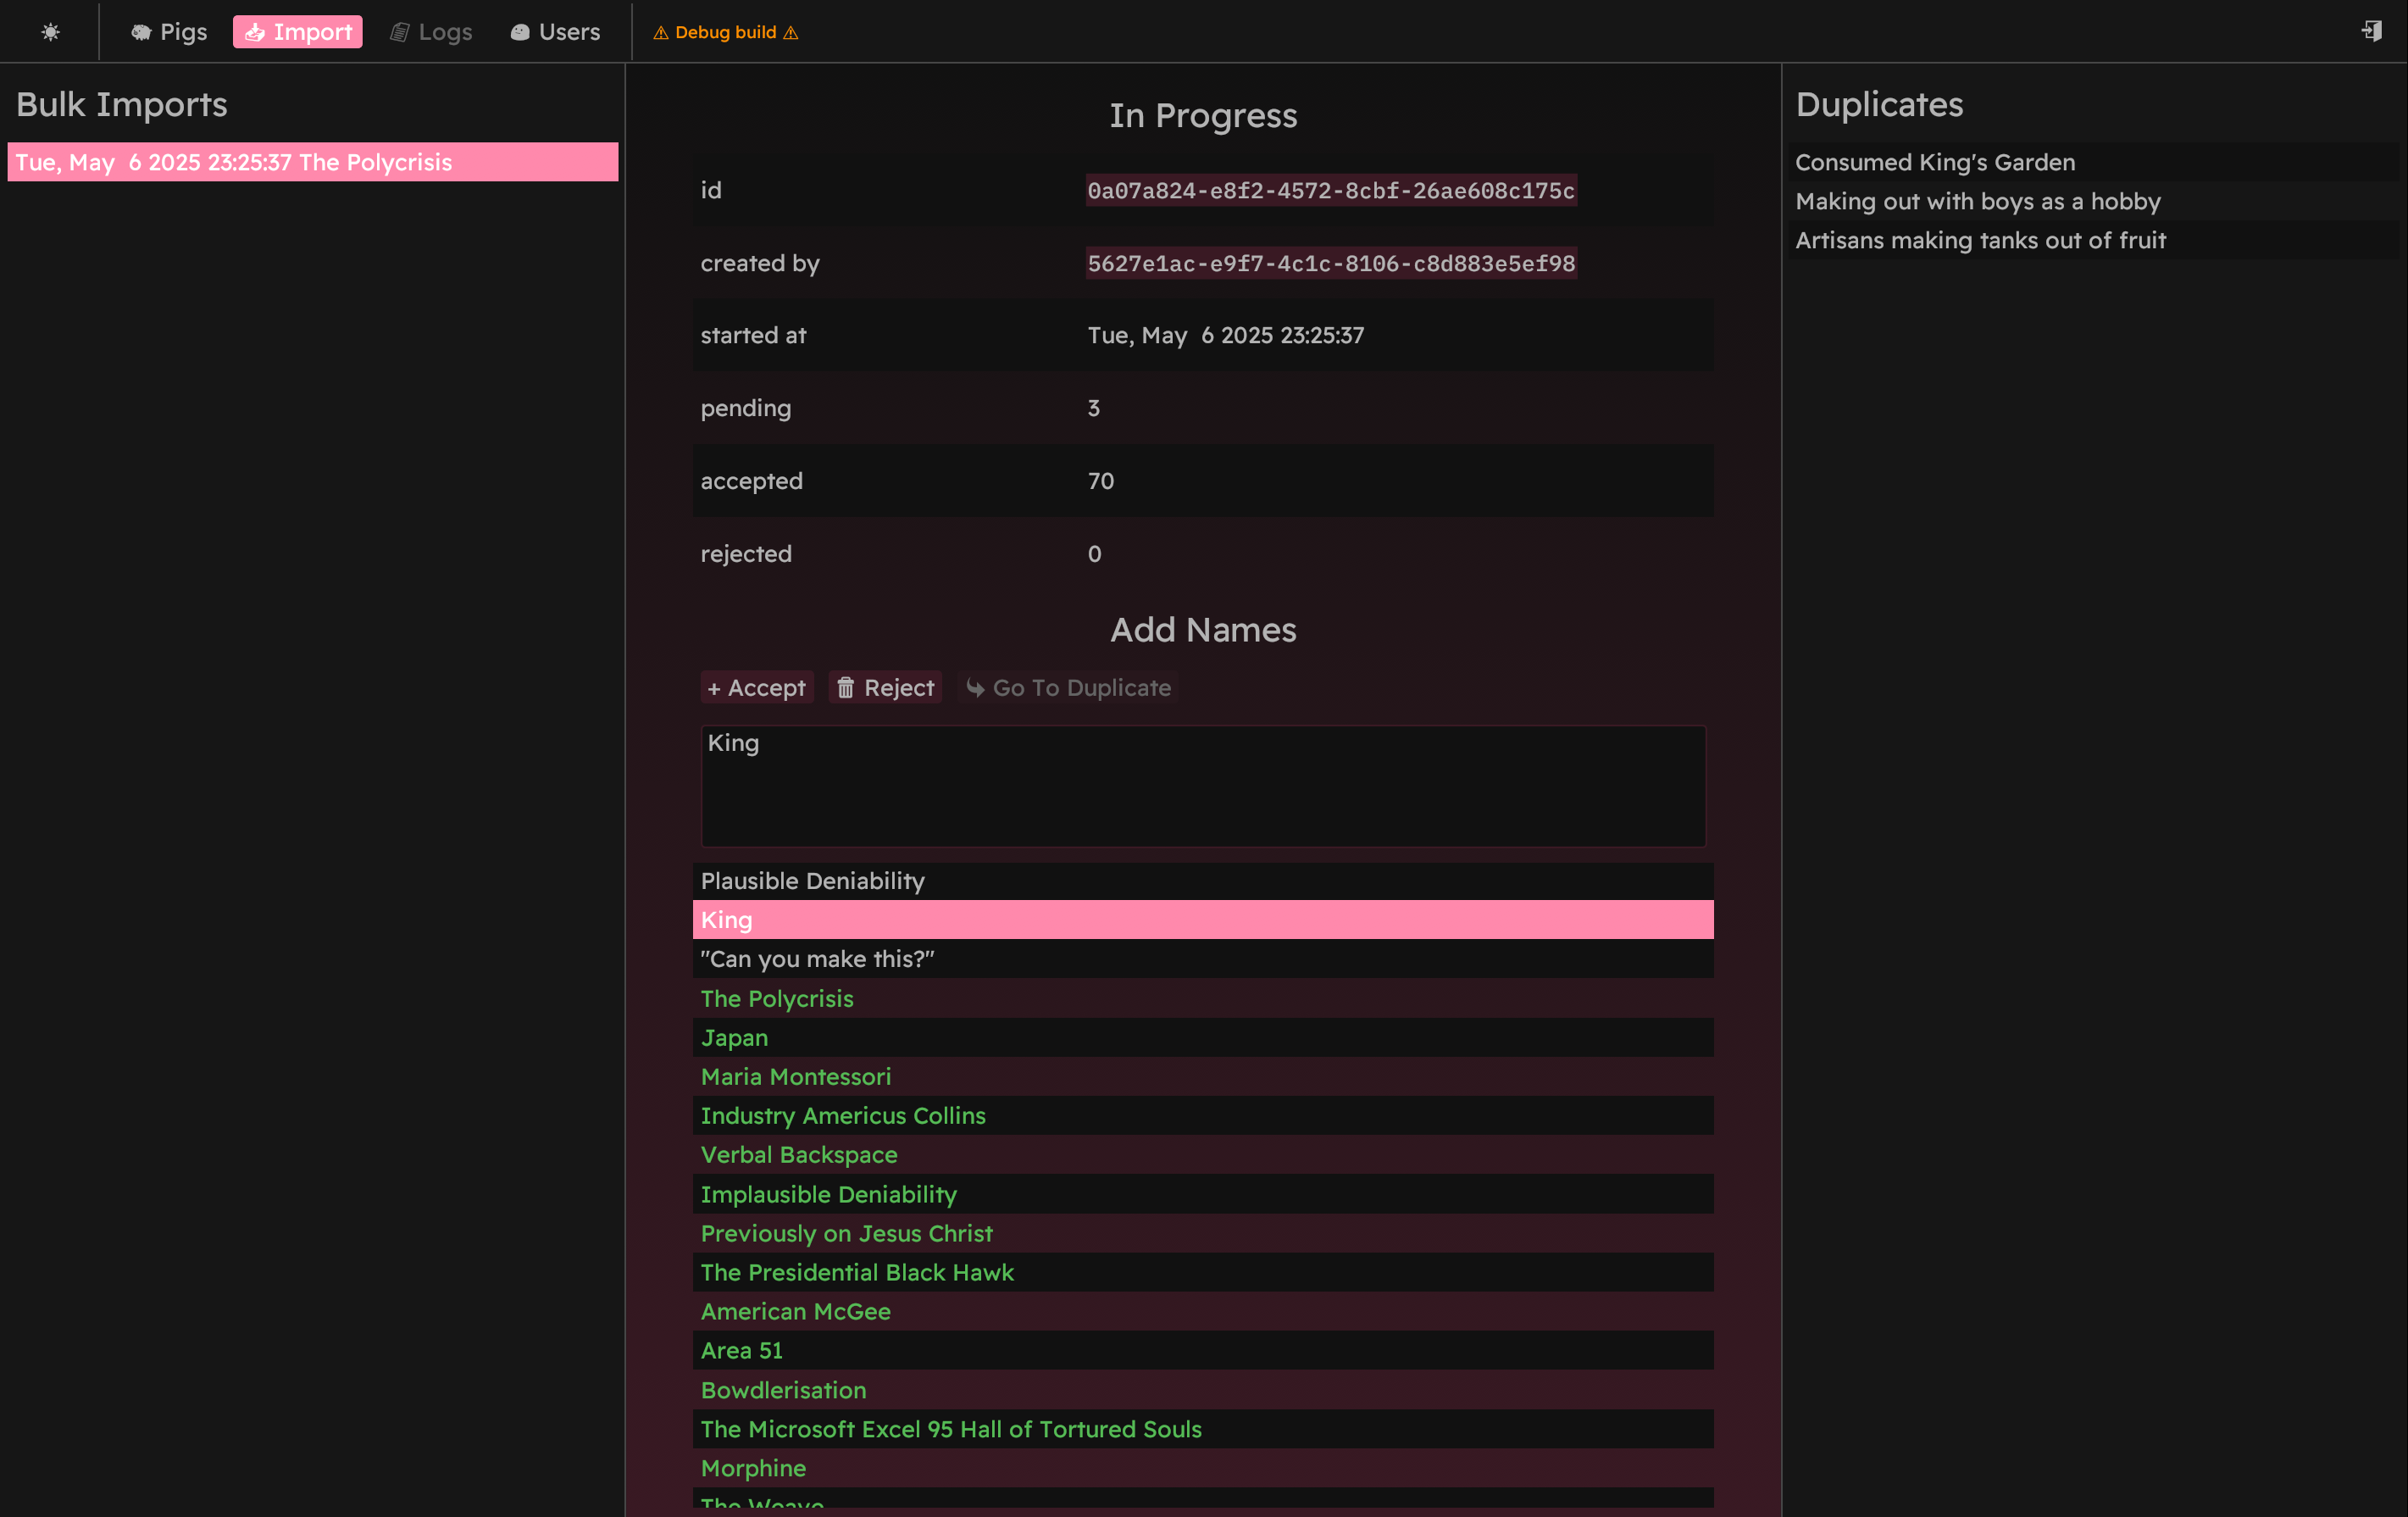 Pigs Import Logs Users ⚠ Debug build ⚠
Bulk Imports
Tue, May  6 2025 23:25:37 The Polycrisis
In Progress
id 0a07a824-e8f2-4572-8cbf-26ae608c175c
created by 5627e1ac-e9f7-4c1c-8106-c8d883e5ef98
started at Tue, May  6 2025 23:25:37
pending 3
accepted 70
rejected 0
Add Names
+ Accept Reject Go To Duplicate
King
Plausible Deniability
King
"Can you make this?"
The Polycrisis
Japan
Maria Montessori
Industry Americus Collins
Verbal Backspace
Implausible Deniability
Previously on Jesus Christ
The Presidential Black Hawk
American McGee
Area 51
Bowdlerisation
The Microsoft Excel 95 Hall of Tortured Souls
Morphine
The Weave
Duplicates
Consumed King's Garden
Making out with boys as a hobby
Artisans making tanks out of fruit